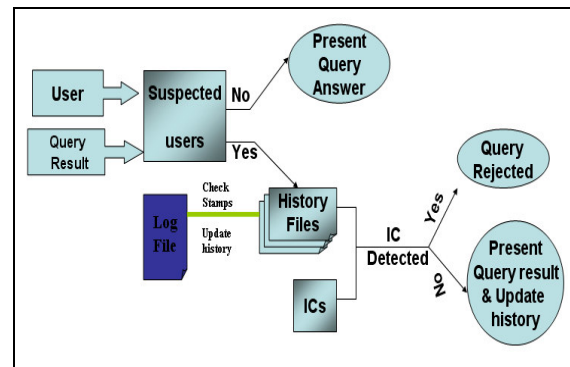 User
Query
Result
Suspected
users
No
Yes
Present
Query
Answer
Log
File
Check
Stamps
Update
history
History
Files
ICs
IC
Detected
Yes
No
Query
Rejected
Present
Query result
& Update
history